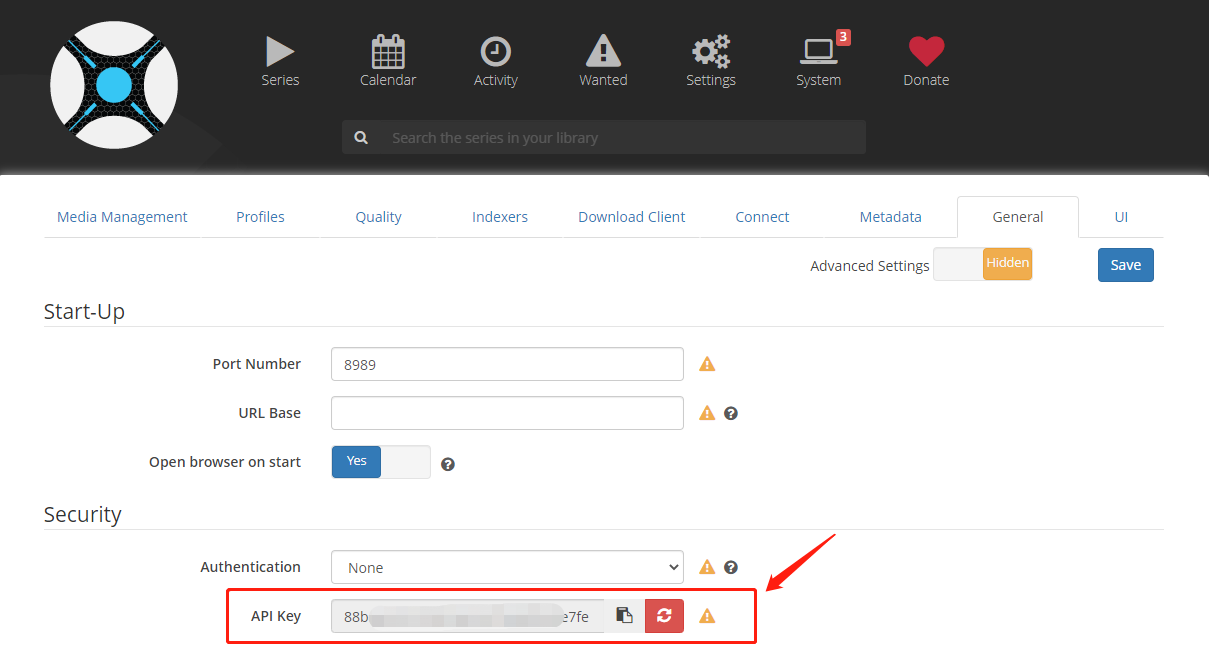 3
Series Calendar Activity Wanted Settings System Donate
Search the series in your library
Media Management Profiles Quality Indexers Download Client Connect Metadata General UI
Advanced Settings Hidden Save
Start-Up
Port Number 8989
URL Base
Open browser on start Yes
Security
Authentication None
API Key 88b e7fe